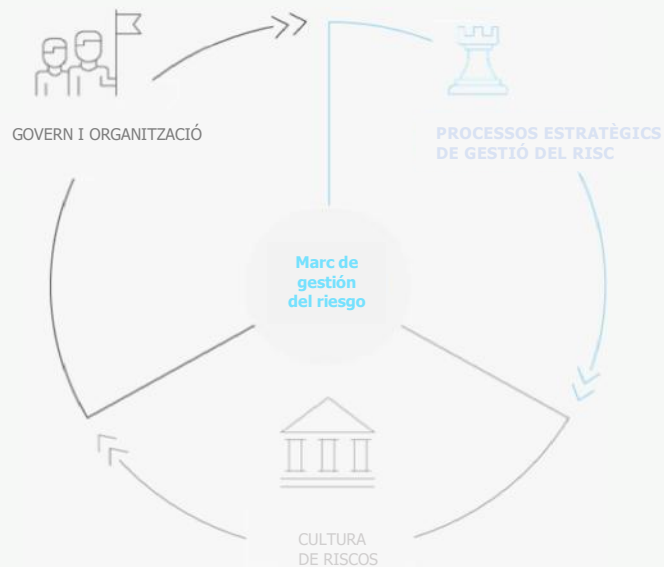 GOVERN I ORGANITZACIÓ
PROCESSOS ESTRATÈGICS
DE GESTIÓ DEL RISC
Marc de
gestión
del riesgo
CULTURA
DE RISCOS